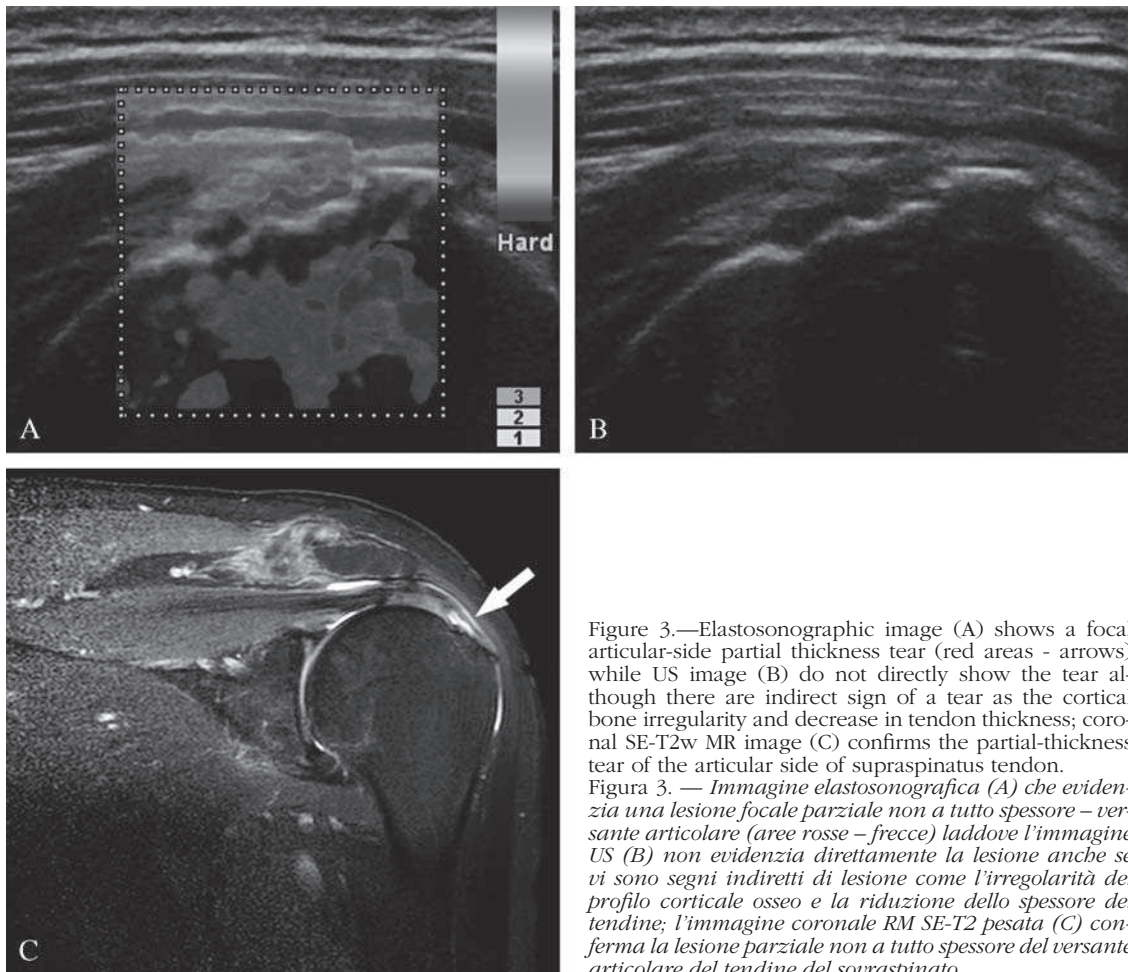 Hard
3
2
1
A
B
C
Figure 3.—Elastosonographic image (A) shows a focal
articular-side partial thickness tear (red areas - arrows)
while US image (B) do not directly show the tear al-
though there are indirect sign of a tear as the cortical
bone irregularity and decrease in tendon thickness; coro-
nal SE-T2w MR image (C) confirms the partial-thickness
tear of the articular side of supraspinatus tendon.
Figura 3. — Immagine elastosonografica (A) che eviden-
zia una lesione focale parziale non a tutto spessore – ver-
sante articolare (aree rosse – frecce) laddove l'immagine
US (B) non evidenzia direttamente la lesione anche se
vi sono segni indiretti di lesione come l'irregolarità del
profilo corticale osseo e la riduzione dello spessore del
tendine; l'immagine coronale RM SE-T2 pesata (C) con-
ferma la lesione parziale non a tutto spessore del versante
articolare del tendine del sovraspinato.